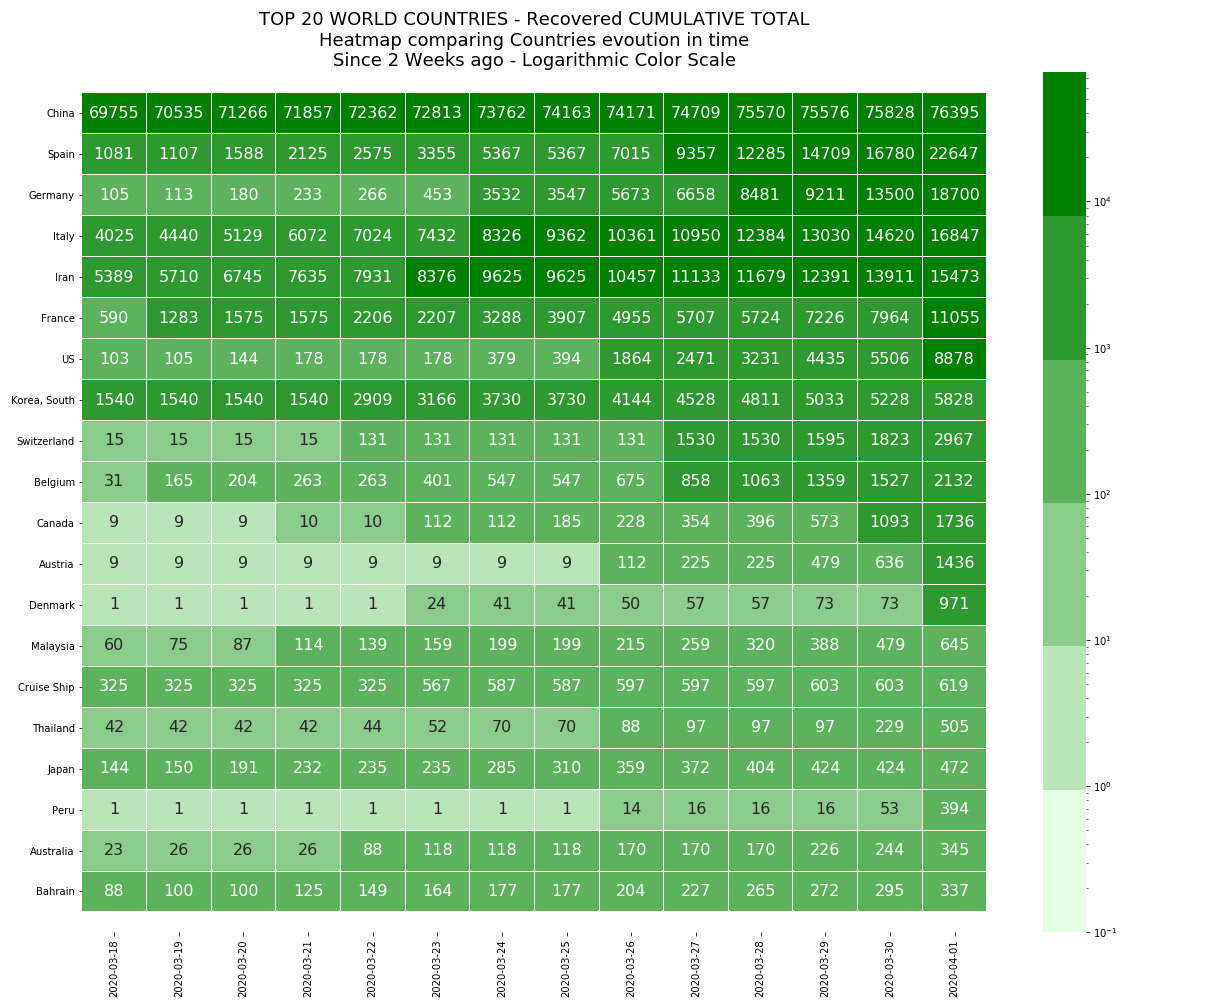 TOP 20 WORLD COUNTRIES - Recovered CUMULATIVE TOTAL
Heatmap comparing Countries evoution in time
Since 2 Weeks ago - Logarithmic Color Scale
China 69755 70535 71266 71857 72362 72813 73762 74163 74171 74709 75570 75576 75828 76395
Spain 1081 1107 1588 2125 2575 3355 5367 5367 7015 9357 12285 14709 16780 22647
Germany 105 113 180 233 266 453 3532 3547 5673 6658 8481 9211 13500 18700
Italy 4025 4440 5129 6072 7024 7432 8326 9362 10361 10950 12384 13030 14620 16847
Iran 5389 5710 6745 7635 7931 8376 9625 9625 10457 11133 11679 12391 13911 15473
France 590 1283 1575 1575 2206 2207 3288 3907 4955 5707 5724 7226 7964 11055
US 103 105 144 178 178 178 379 394 1864 2471 3231 4435 5506 8878
Korea, South 1540 1540 1540 1540 2909 3166 3730 3730 4144 4528 4811 5033 5228 5828
Switzerland 15 15 15 15 131 131 131 131 131 1530 1530 1595 1823 2967
Belgium 31 165 204 263 263 401 547 547 675 858 1063 1359 1527 2132
Canada 9 9 9 10 10 112 112 185 228 354 396 573 1093 1736
Austria 9 9 9 9 9 9 9 9 112 225 225 479 636 1436
Denmark 1 1 1 1 1 24 41 41 50 57 57 73 73 971
Malaysia 60 75 87 114 139 159 199 199 215 259 320 388 479 645
Cruise Ship 325 325 325 325 325 567 587 587 597 597 597 603 603 619
Thailand 42 42 42 42 44 52 70 70 88 97 97 97 229 505
Japan 144 150 191 232 235 235 285 310 359 372 404 424 424 472
Peru 1 1 1 1 1 1 1 1 14 16 16 16 53 394
Australia 23 26 26 26 88 118 118 118 170 170 170 226 244 345
Bahrain 88 100 100 125 149 164 177 177 204 227 265 272 295 337
2020-03-18 2020-03-19 2020-03-20 2020-03-21 2020-03-22 2020-03-23 2020-03-24 2020-03-25 2020-03-26 2020-03-27 2020-03-28 2020-03-29 2020-03-30 2020-04-01
10⁴
10³
10²
10¹
10⁰
10⁻¹